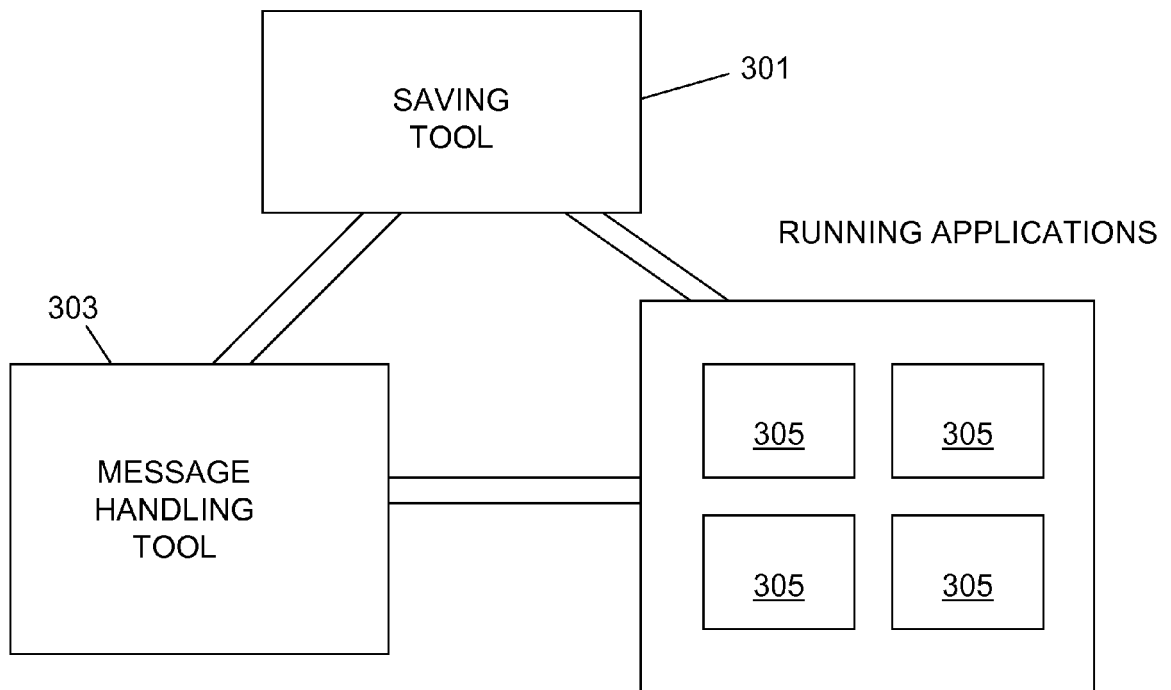 301
SAVING
TOOL
RUNNING APPLICATIONS
303
MESSAGE
HANDLING
TOOL
305 305
305 305